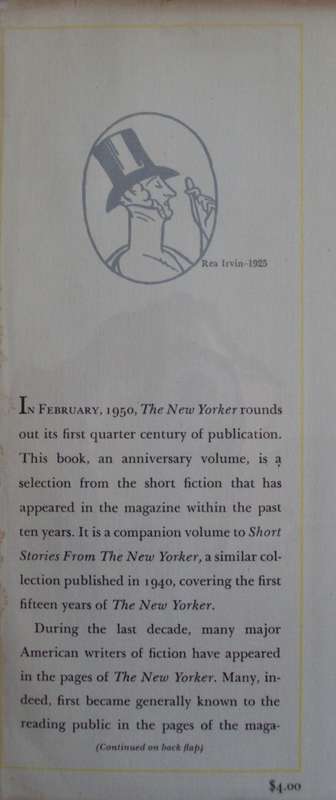 Rea Irvin–1925
IN FEBRUARY, 1950, The New Yorker rounds
out its first quarter century of publication.
This book, an anniversary volume, is a
selection from the short fiction that has
appeared in the magazine within the past
ten years. It is a companion volume to Short
Stories From The New Yorker, a similar col-
lection published in 1940, covering the first
fifteen years of The New Yorker.
During the last decade, many major
American writers of fiction have appeared
in the pages of The New Yorker. Many, in-
deed, first became generally known to the
reading public in the pages of the maga-
(Continued on back flap)
$4.00